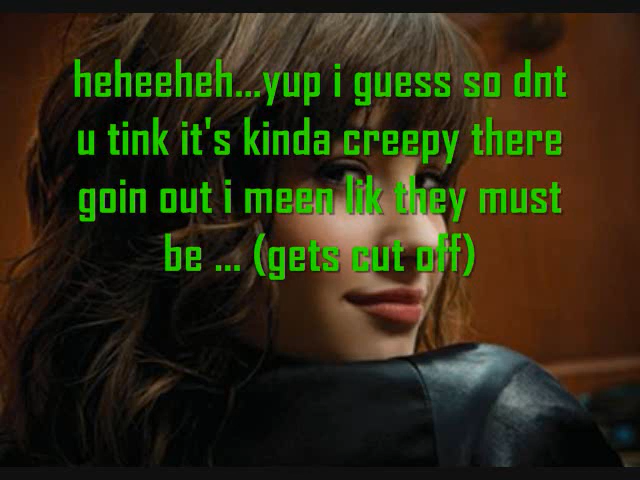 heheeheh...yup i guess so dnt
u tink it's kinda creepy there
goin out i meen lik they must
be ... (gets cut off)